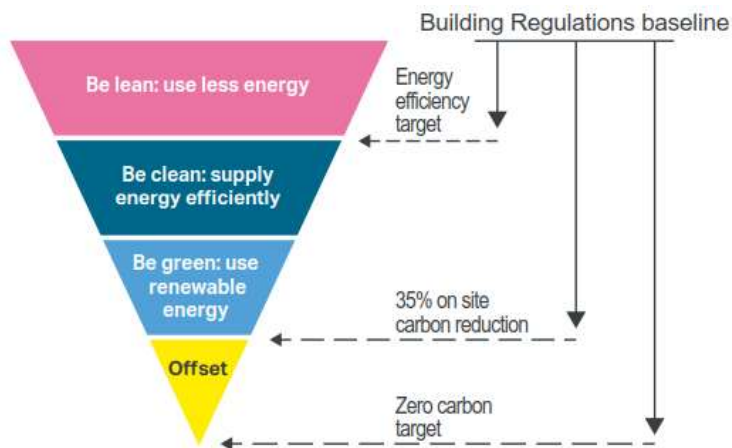 Building Regulations baseline
Be lean: use less energy
Energy
efficiency
target
Be clean: supply
energy efficiently
Be green: use
renewable
energy
35% on site
carbon reduction
Offset
Zero carbon
target